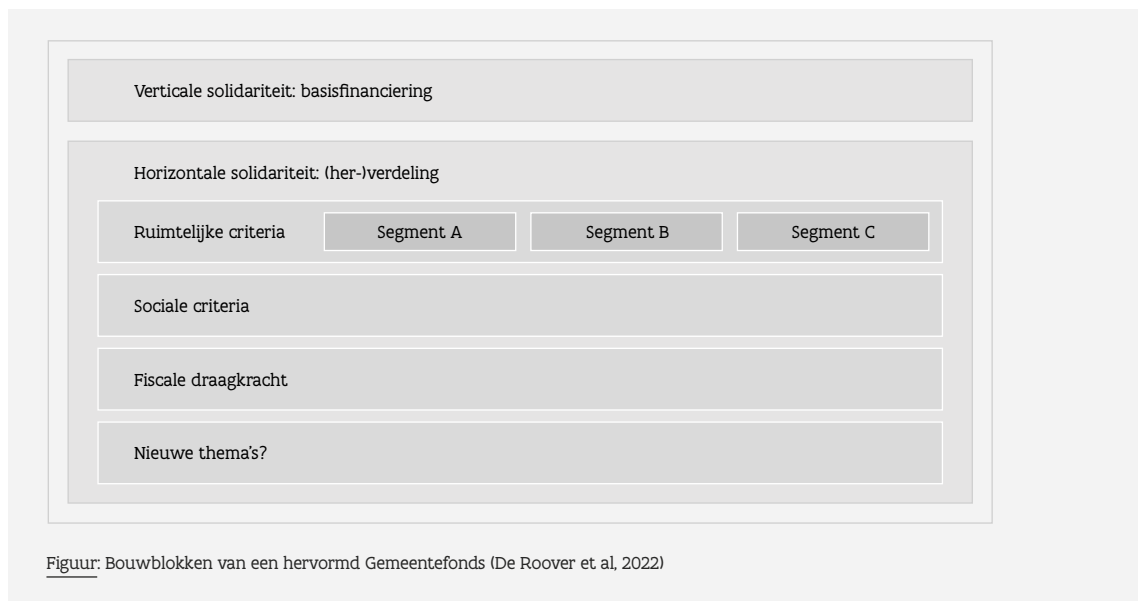 Verticale solidariteit: basisfinanciering
Horizontale solidariteit: (her-)verdeling
Ruimtelijke criteria
Segment A
Segment B
Segment C
Sociale criteria
Fiscale draagkracht
Nieuwe thema's?
Figuur: Bouwblokken van een hervormd Gemeentefonds (De Roover et al, 2022)